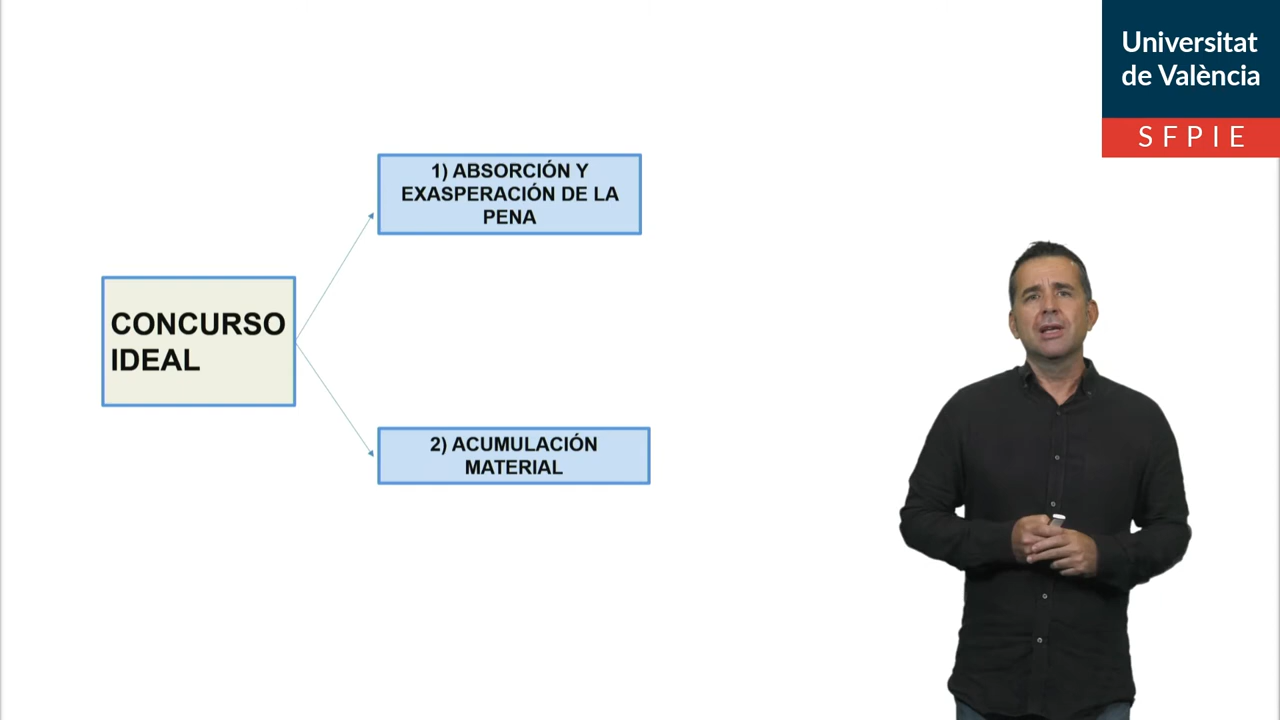 Universitat
de València
SFPIE
1) ABSORCIÓN Y
EXASPERACIÓN DE LA
PENA
CONCURSO
IDEAL
2) ACUMULACIÓN
MATERIAL